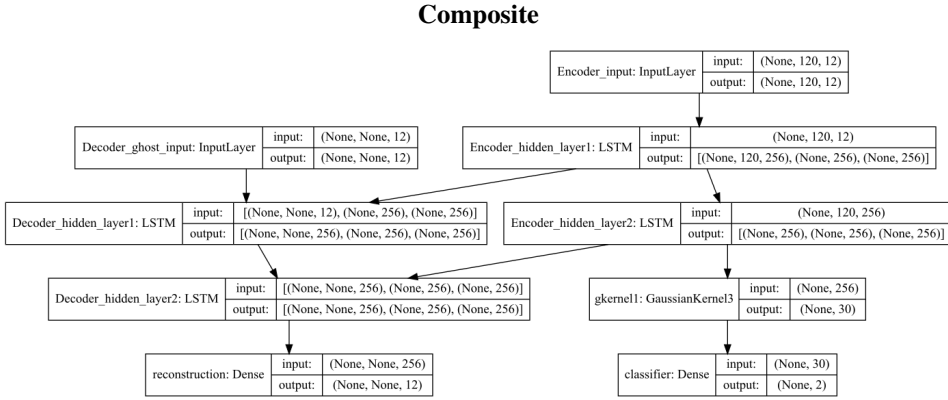 Composite
Encoder_input: InputLayer
input: (None, 120, 12)
output: (None, 120, 12)
Decoder_ghost_input: InputLayer
input: (None, None, 12)
output: (None, None, 12)
Encoder_hidden_layer1: LSTM
input: (None, 120, 12)
output: [(None, 120, 256), (None, 256), (None, 256)]
Decoder_hidden_layer1: LSTM
input: [(None, None, 12), (None, 256), (None, 256)]
output: [(None, None, 256), (None, 256), (None, 256)]
Encoder_hidden_layer2: LSTM
input: (None, 120, 256)
output: [(None, 256), (None, 256), (None, 256)]
Decoder_hidden_layer2: LSTM
input: [(None, None, 256), (None, 256), (None, 256)]
output: [(None, None, 256), (None, 256), (None, 256)]
gkernel1: GaussianKernel3
input: (None, 256)
output: (None, 30)
reconstruction: Dense
input: (None, None, 256)
output: (None, None, 12)
classifier: Dense
input: (None, 30)
output: (None, 2)